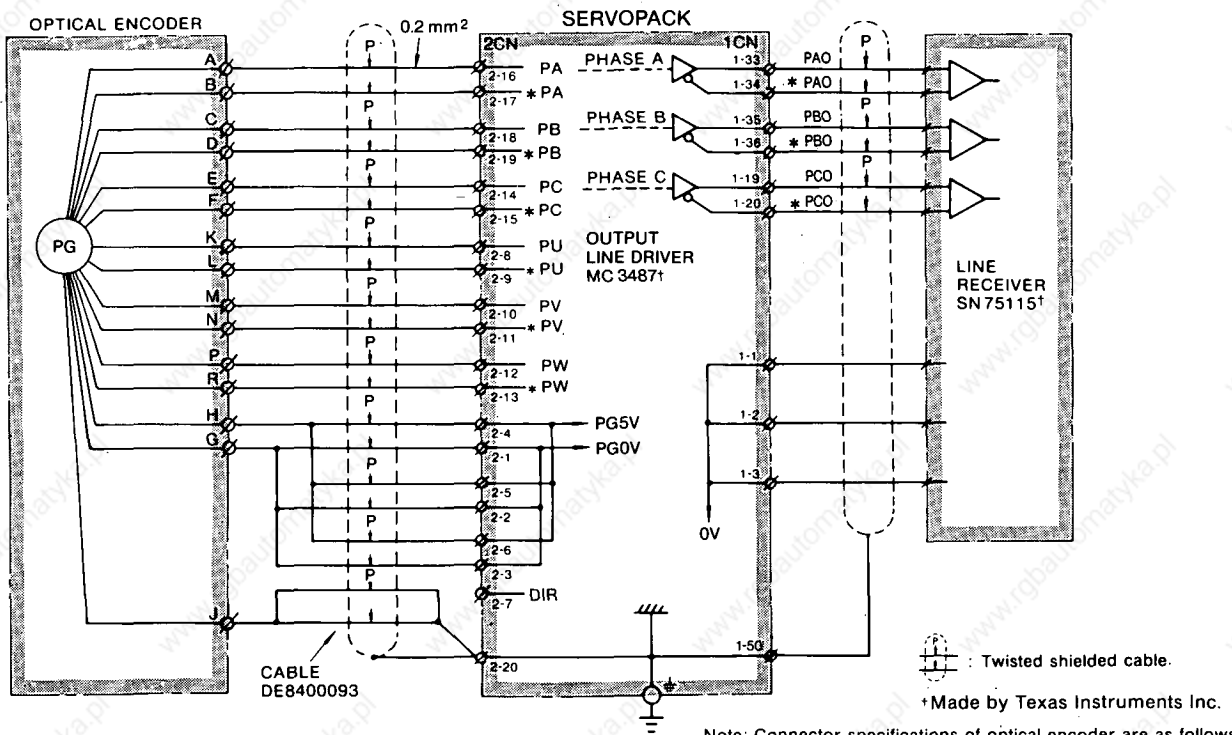 OPTICAL ENCODER
0.2 mm²
SERVOPACK
2CN
1CN
P
P
A
2-16
PA
PHASE A
1-33
PAO
B
2-17
* PA
1-34
* PAO
P
P
C
2-18
PB
PHASE B
1-35
PBO
D
2-19
* PB
1-36
* PBO
P
P
E
2-14
PC
PHASE C
1-19
PCO
F
2-15
* PC
1-20
* PCO
P
PG
K
2-8
PU
OUTPUT
LINE DRIVER
MC 3487†
L
2-9
* PU
LINE
RECEIVER
SN75115†
P
M
2-10
PV
N
2-11
* PV
P
P
2-12
PW
1-1
R
2-13
* PW
P
H
2-4
PG5V
1-2
G
2-1
PG0V
P
2-5
1-3
2-2
P
2-6
0V
2-3
P
2-7
DIR
J
CABLE
DE8400093
2-20
1-50
P
: Twisted shielded cable.
†Made by Texas Instruments Inc.
Note: Connector specifications of optical encoder are as follow
www.rgbautomatyka.pl